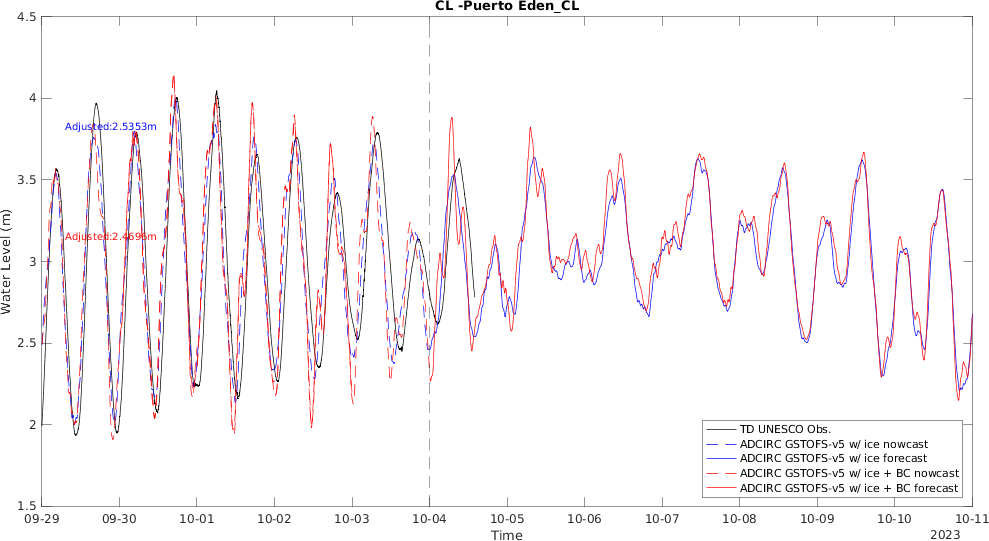 CL -Puerto Eden_CL
4.5
4
3.5
3
2.5
2
1.5
Water Level (m)
Adjusted:2.5353m
Adjusted:2.4696m
TD UNESCO Obs.
ADCIRC GSTOFS-v5 w/ ice nowcast
ADCIRC GSTOFS-v5 w/ ice forecast
ADCIRC GSTOFS-v5 w/ ice + BC nowcast
ADCIRC GSTOFS-v5 w/ ice + BC forecast
09-29 09-30 10-01 10-02 10-03 10-04 10-05 10-06 10-07 10-08 10-09 10-10 10-11
Time
2023